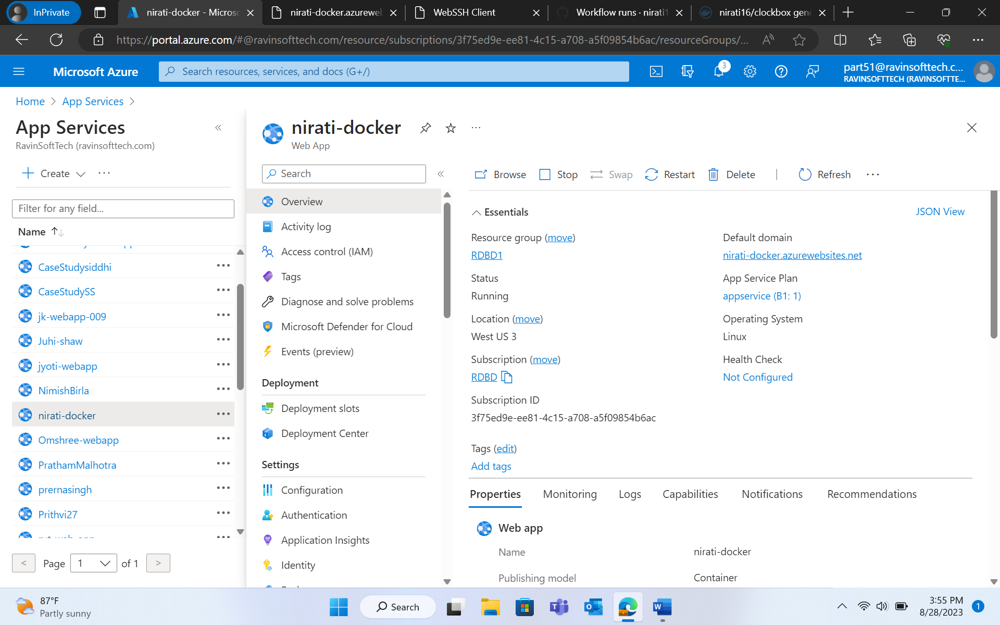 InPrivate
nirati-docker - Microso
nirati-docker.azurewe
WebSSH Client
Workflow runs · nirati1
nirati16/clockbox gene
https://portal.azure.com/#@ravinsofttech.com/resource/subscriptions/3f75ed9e-ee81-4c15-a708-a5f09854b6ac/resourceGroups/...
Microsoft Azure
Search resources, services, and docs (G+/)
3
part51@ravinsofttech.c...
RAVINSOFTTECH (RAVINSOFTTE...
Home > App Services >
App Services
RavinSoftTech (ravinsofttech.com)
Create
Filter for any field...
Name
CaseStudysiddhi
CaseStudySS
jk-webapp-009
Juhi-shaw
jyoti-webapp
NimishBirla
nirati-docker
Omshree-webapp
PrathamMalhotra
prernasingh
Prithvi27
< Page 1 of 1 >
nirati-docker
Web App
Search
Overview
Activity log
Access control (IAM)
Tags
Diagnose and solve problems
Microsoft Defender for Cloud
Events (preview)
Deployment
Deployment slots
Deployment Center
Settings
Configuration
Authentication
Application Insights
Identity
Browse Stop Swap Restart Delete | Refresh ...
Essentials
JSON View
Resource group (move)
RDBD1
Status
Running
Location (move)
West US 3
Subscription (move)
RDBD
Subscription ID
3f75ed9e-ee81-4c15-a708-a5f09854b6ac
Default domain
nirati-docker.azurewebsites.net
App Service Plan
appservice (B1: 1)
Operating System
Linux
Health Check
Not Configured
Tags (edit)
Add tags
Properties Monitoring Logs Capabilities Notifications Recommendations
Web app
Name nirati-docker
Publishing model Container
87°F
Partly sunny
Search
3:55 PM
8/28/2023
1